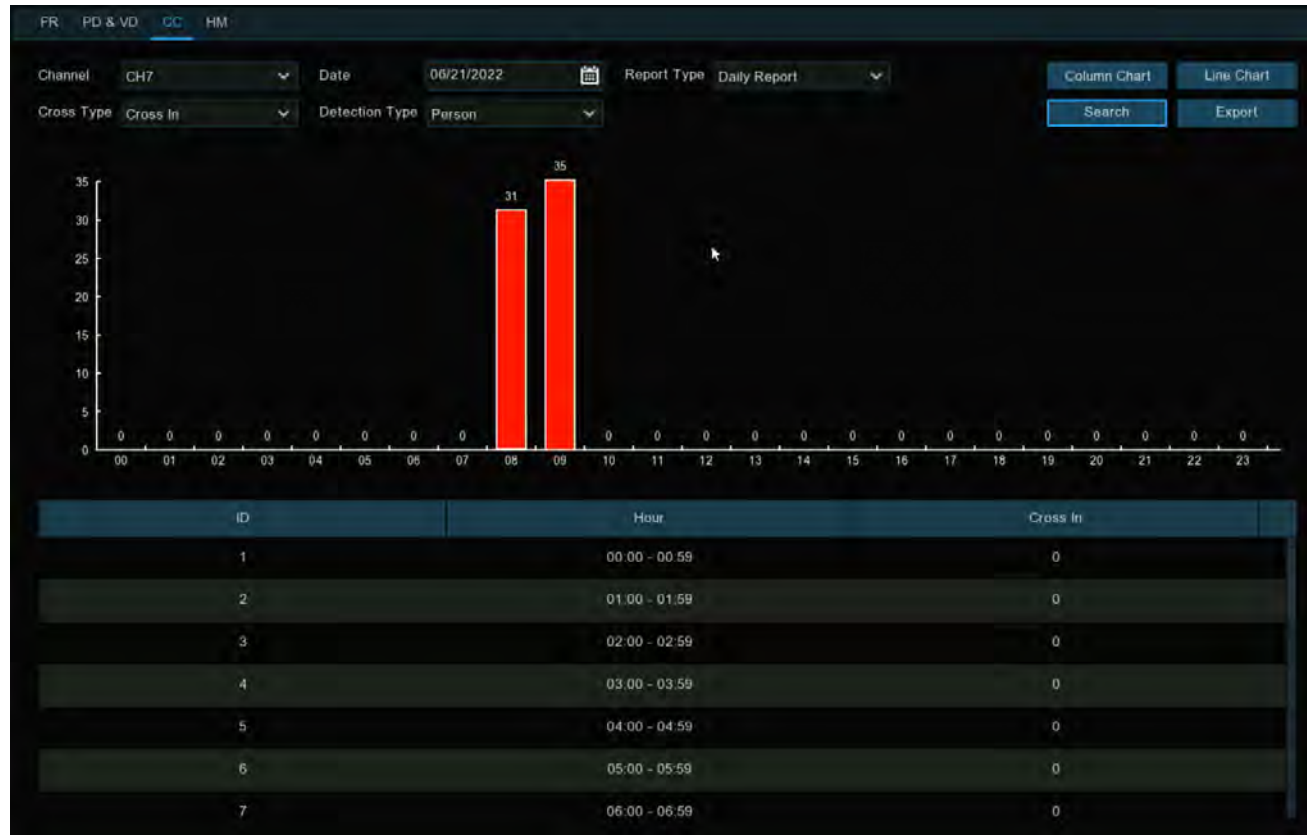 FR PD & VD CC HM
Channel CH7 Date 06/21/2022 Report Type Daily Report Column Chart Line Chart
Cross Type Cross In Detection Type Person Search Export
35
31
35
30
25
20
15
10
5
0 0 0 0 0 0 0 0 0 0 0 0 0 0 0 0 0 0 0 0 0 0
0
00 01 02 03 04 05 06 07 08 09 10 11 12 13 14 15 16 17 18 19 20 21 22 23
ID Hour Cross In
1 00:00 - 00:59 0
2 01:00 - 01:59 0
3 02:00 - 02:59 0
4 03:00 - 03:59 0
5 04:00 - 04:59 0
6 05:00 - 05:59 0
7 06:00 - 06:59 0